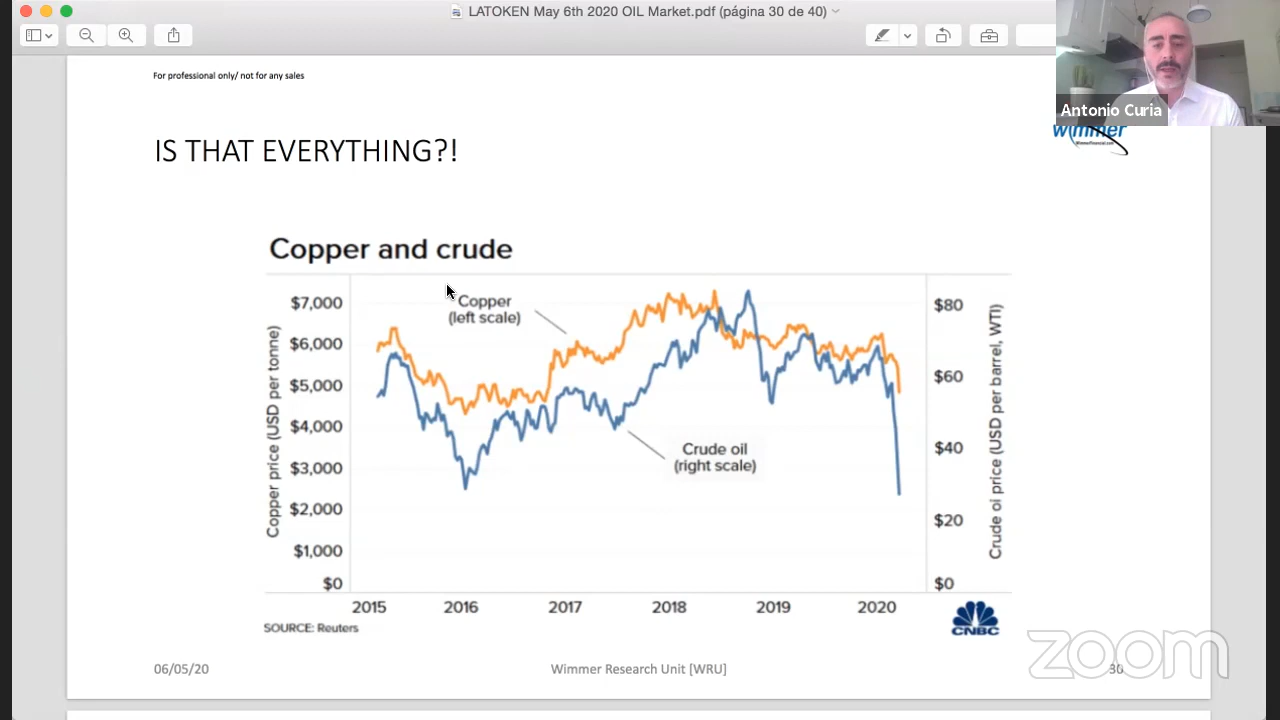 LATOKEN May 6th 2020 OIL Market.pdf (página 30 de 40)
Antonio Curia
For professional only/ not for any sales
wimmer
WimmerFinancial.com
IS THAT EVERYTHING?!
Copper and crude
Copper price (USD per tonne)
$7,000
$6,000
$5,000
$4,000
$3,000
$2,000
$1,000
$0
Copper
(left scale)
Crude oil
(right scale)
$80
$60
$40
$20
$0
Crude oi price (USD per barrel, WTI)
2015 2016 2017 2018 2019 2020
SOURCE: Reuters
CNBC
06/05/20
Wimmer Research Unit [WRU]
30
zoom